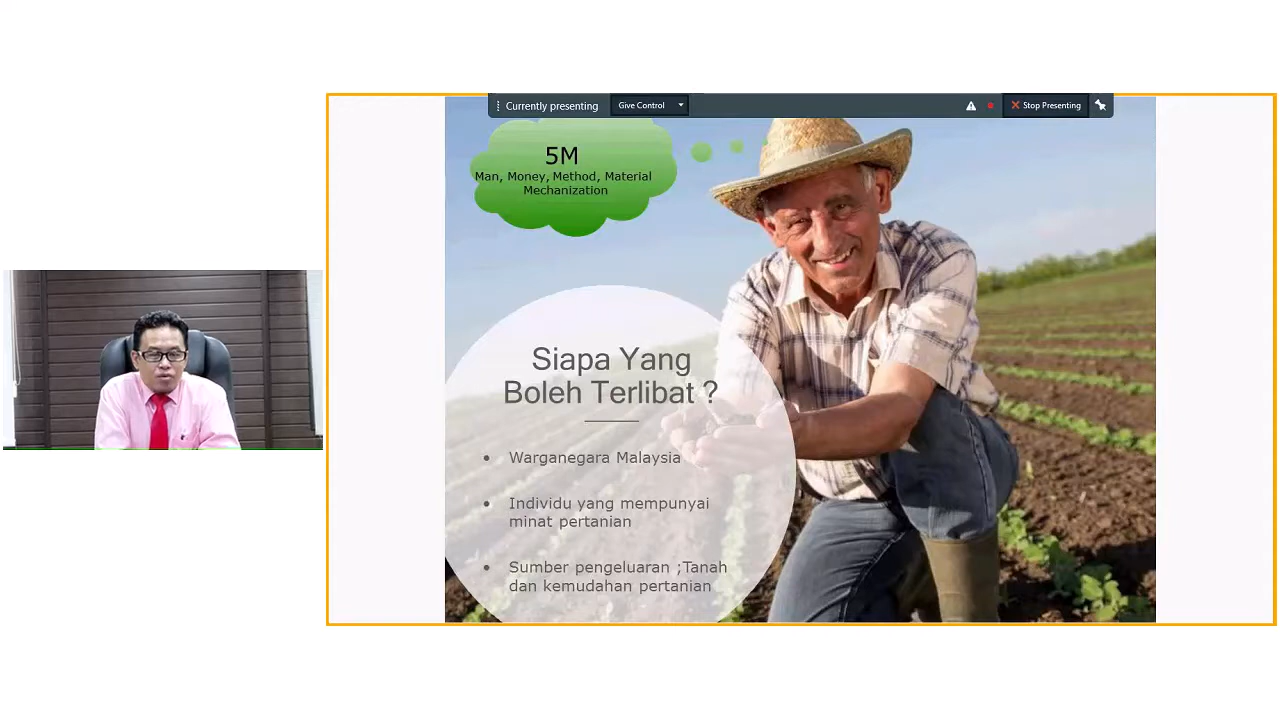 Currently presenting
Give Control
Stop Presenting
5M
Man, Money, Method, Material
Mechanization
Siapa Yang
Boleh Terlibat ?
• Warganegara Malaysia
• Individu yang mempunyai
minat pertanian
• Sumber pengeluaran ;Tanah
dan kemudahan pertanian